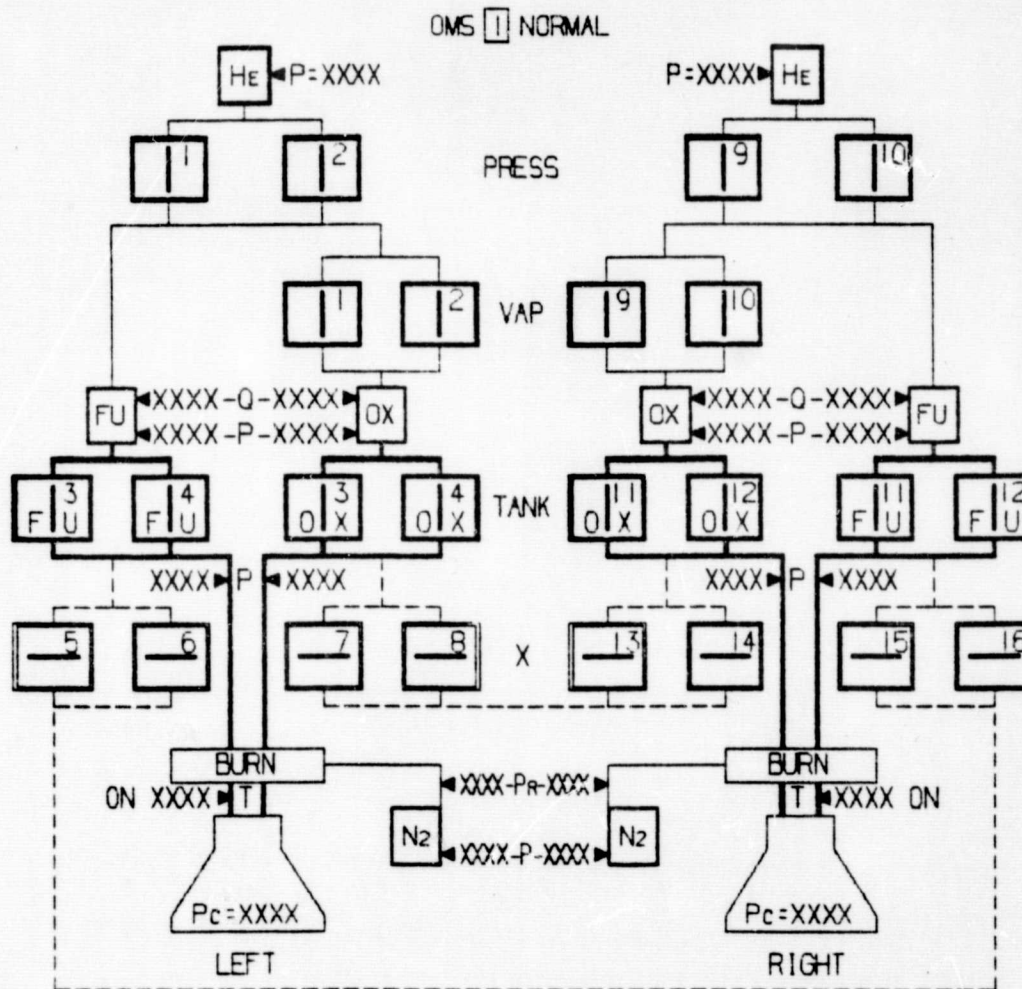 OMS 1 NORMAL
HE P=XXXX P=XXXX HE
1 2 PRESS 9 10
1 2 VAP 9 10
FU XXXX-Q-XXXX OX OX XXXX-Q-XXXX FU
XXXX-P-XXXX XXXX-P-XXXX
3 4 3 4 11 12 11 12
F U F U O X O X TANK O X O X F U F U
XXXX P XXXX XXXX P XXXX
5 6 7 8 X 13 14 15 16
BURN BURN
XXXX-PR-XXXX
ON XXXX T T XXXX ON
N2 XXXX-P-XXXX N2
PC=XXXX PC=XXXX
LEFT RIGHT